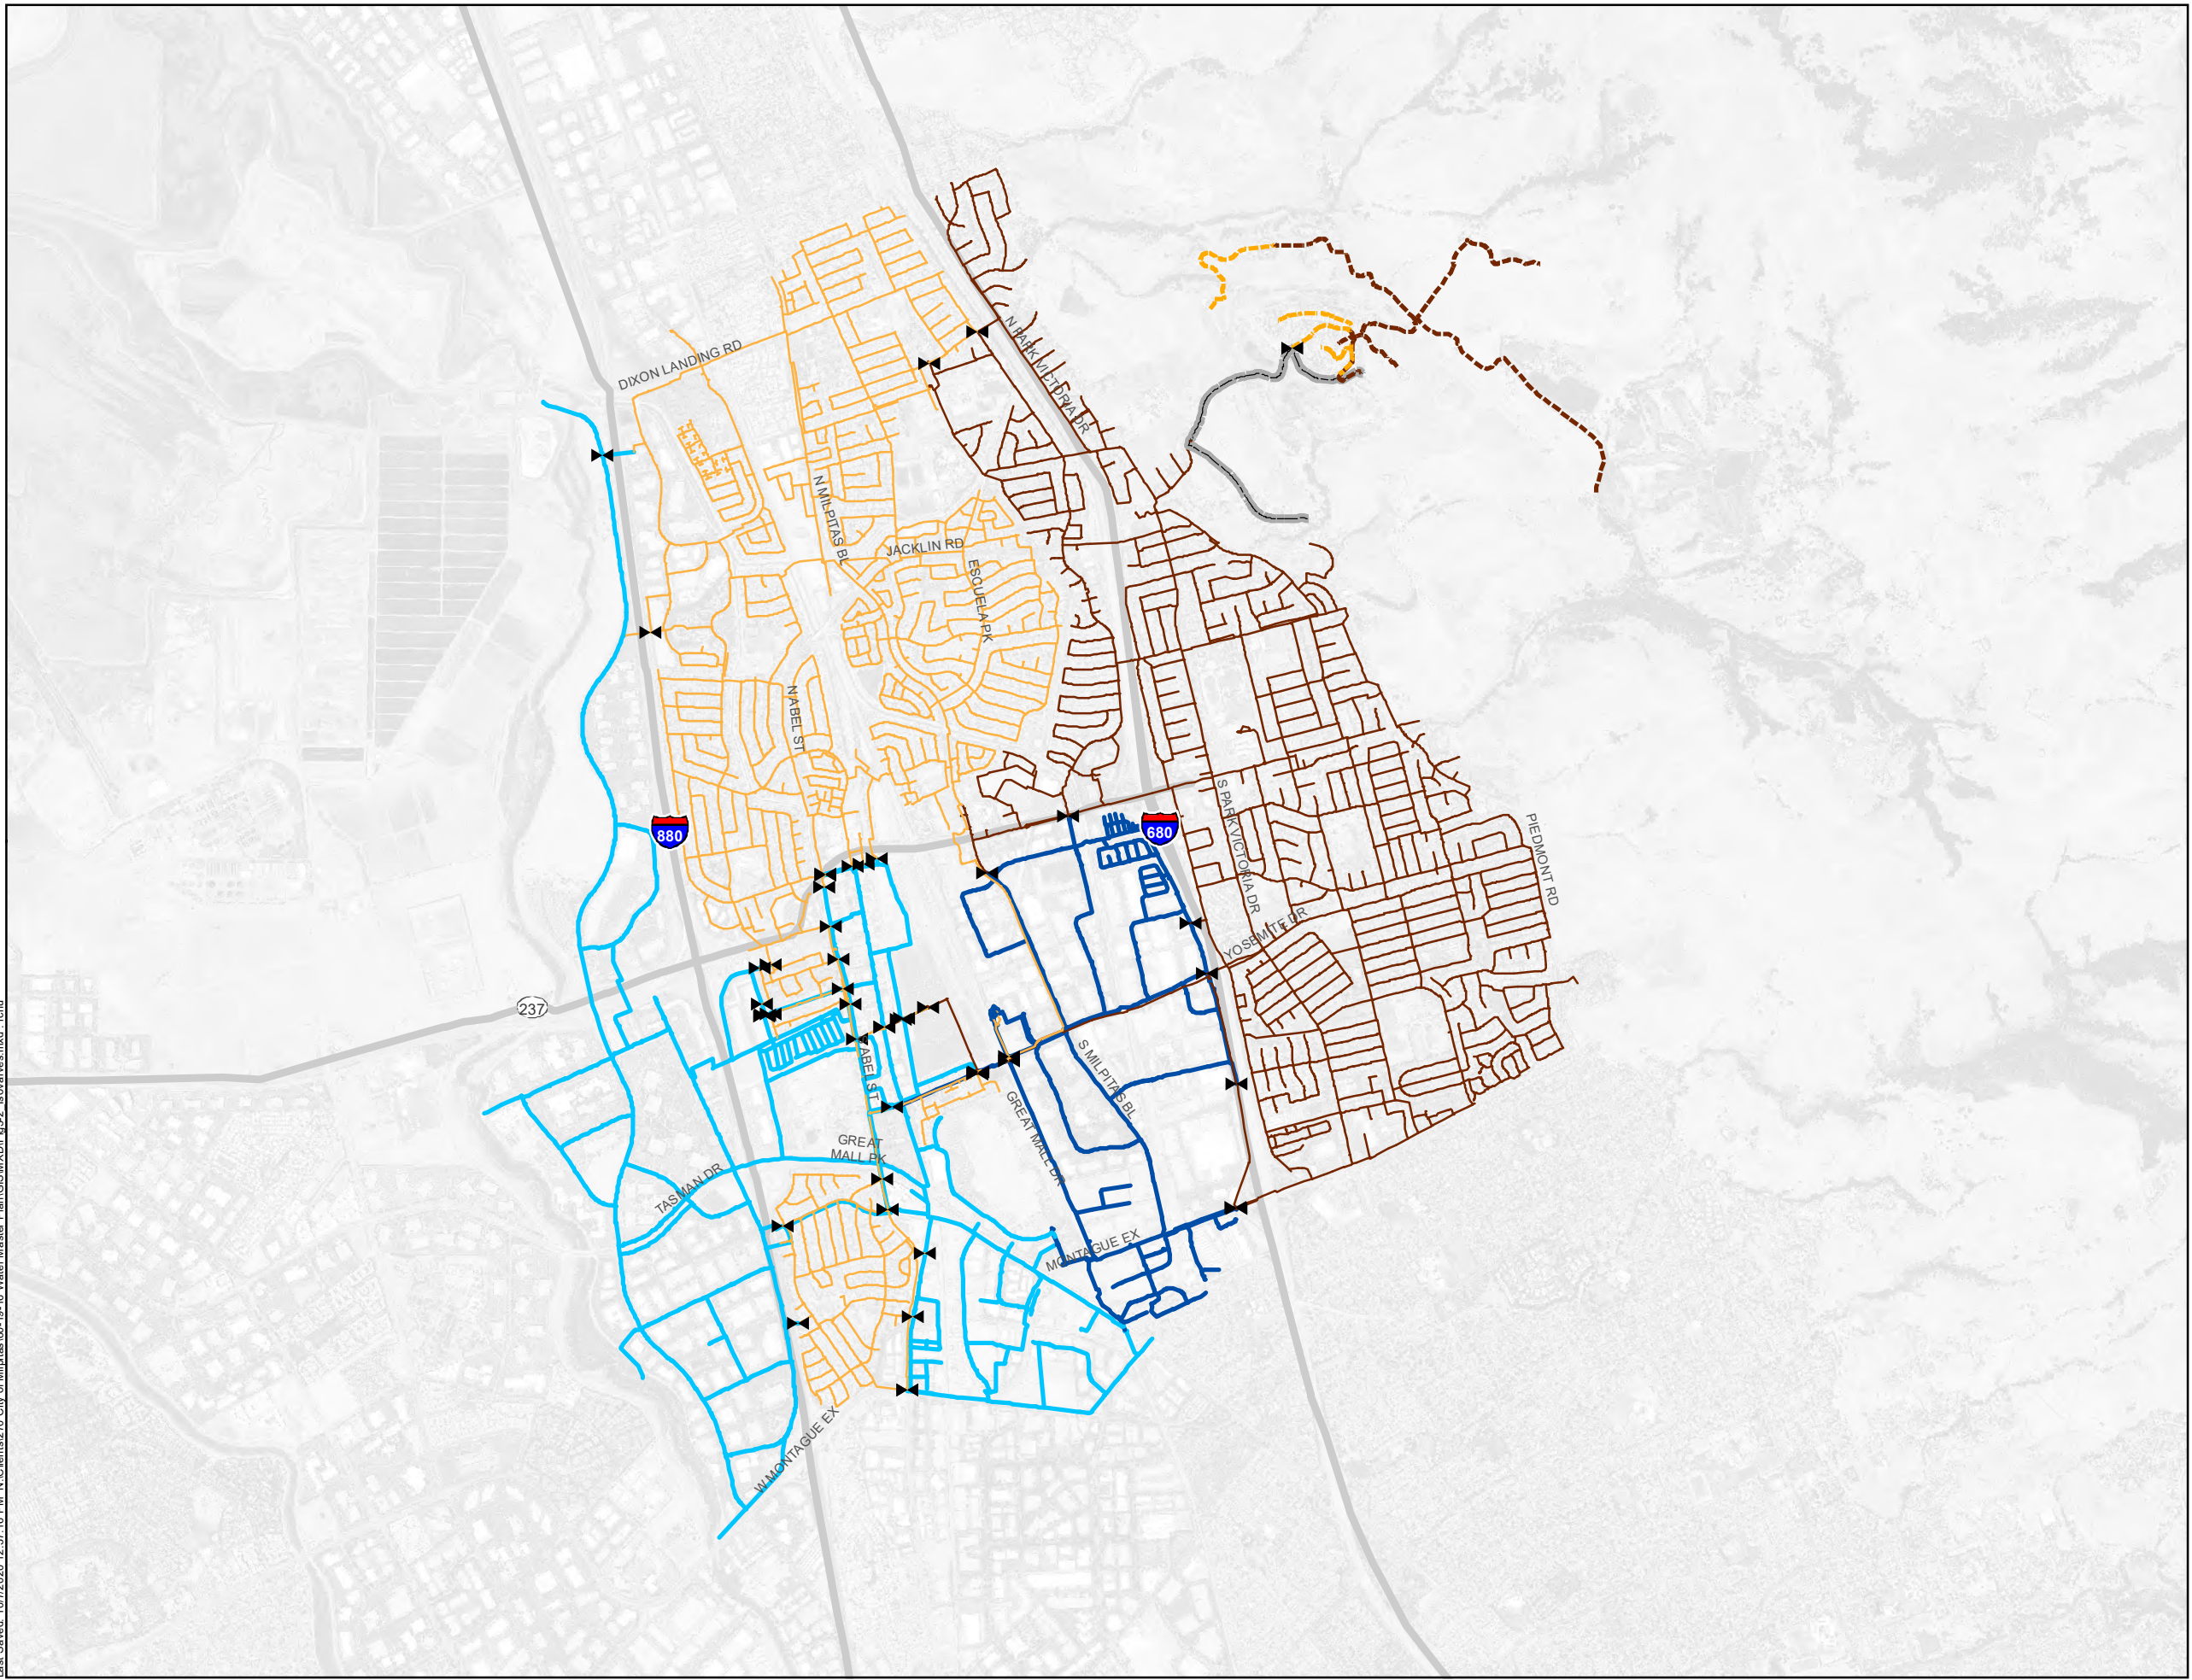 DIXON LANDING RD
N PARK VICTORIA DR
N MILPITAS BL
JACKLIN RD
ESCUELA PK
N ABEL ST
880
680
S PARK VICTORIA DR
PIEDMONT RD
YOSEMITE DR
237
S MILPITAS BL
ABEL ST
GREAT MALL DR
GREAT
MALL PK
TASMAN DR
MONTAGUE EX
W MONTAGUE EX